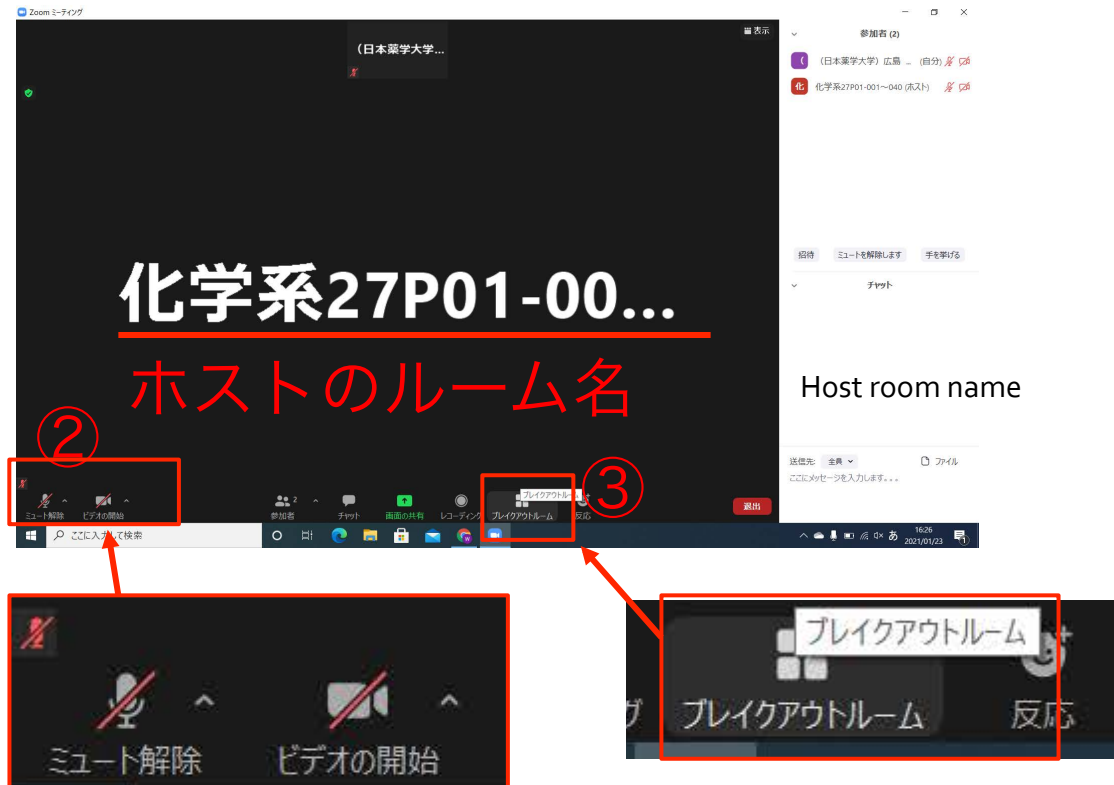 Zoom ミーティング
表示
(日本薬学大学...
参加者 (2)
(日本薬学大学) 広島 ... (自分)
化 化学系27P01-001～040 (ホスト)
招待 ミュートを解除します 手を挙げる
チャット
化学系27P01-00...
ホストのルーム名
Host room name
②
③
送信先: 全員 ファイル
ここにメッセージを入力します...
ブレイクアウトルーム
2
ミュート解除 ビデオの開始 参加者 チャット 画面の共有 レコーディング ブレイクアウトルーム 反応
退出
ここに入力して検索
あ 16:26
2021/01/23
1
ブレイクアウトルーム
ミュート解除 ビデオの開始
グ ブレイクアウトルーム 反応